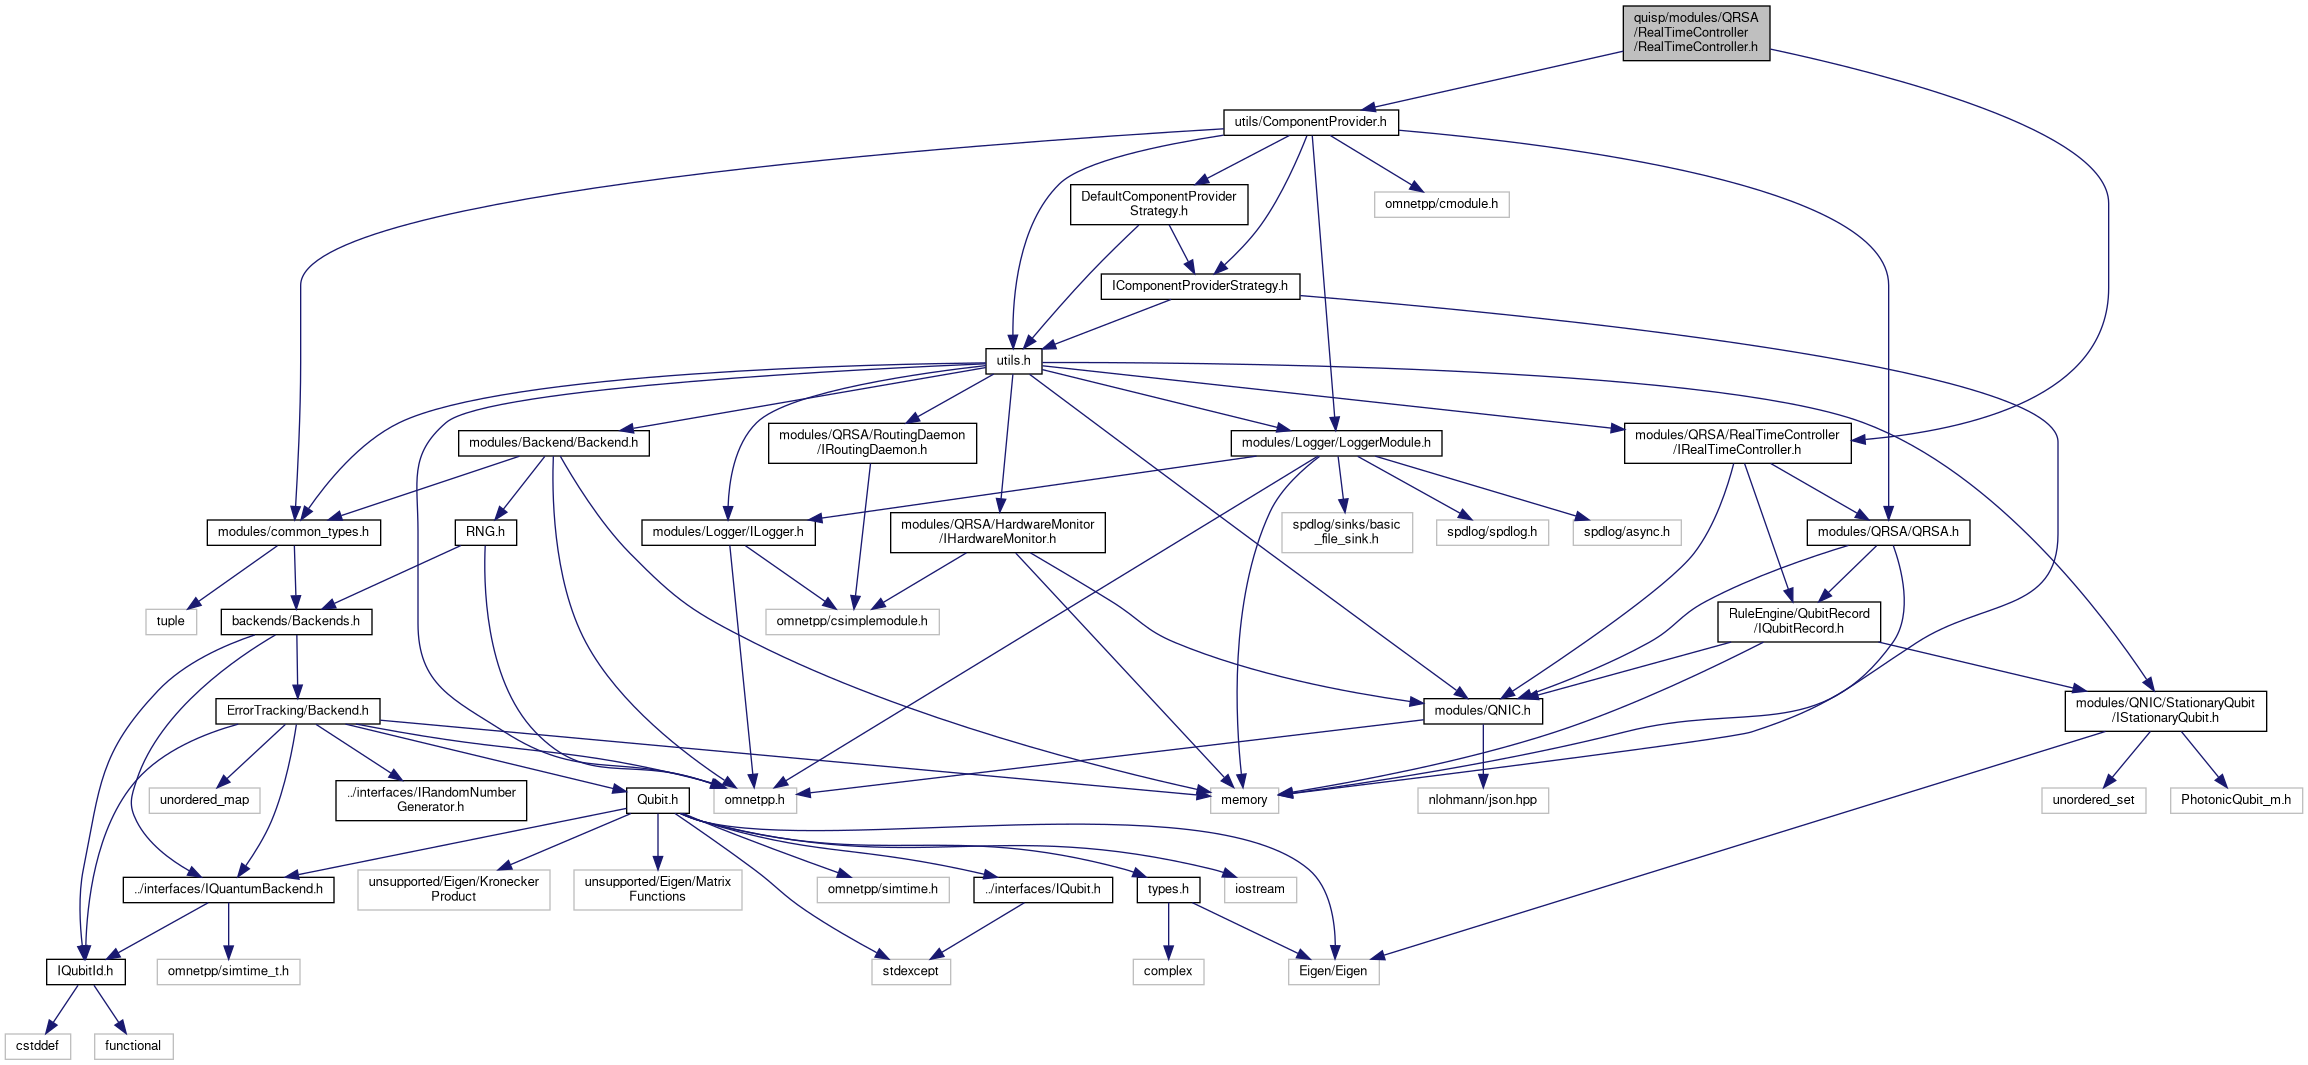 quisp/modules/QRSA
/RealTimeController
/RealTimeController.h
utils/ComponentProvider.h
DefaultComponentProvider
Strategy.h
omnetpp/cmodule.h
IComponentProviderStrategy.h
utils.h
modules/Backend/Backend.h
modules/QRSA/RoutingDaemon
/IRoutingDaemon.h
modules/Logger/LoggerModule.h
modules/QRSA/RealTimeController
/IRealTimeController.h
modules/common_types.h
RNG.h
modules/Logger/ILogger.h
modules/QRSA/HardwareMonitor
/IHardwareMonitor.h
spdlog/sinks/basic
_file_sink.h
spdlog/spdlog.h
spdlog/async.h
modules/QRSA/QRSA.h
tuple
backends/Backends.h
omnetpp/csimplemodule.h
RuleEngine/QubitRecord
/IQubitRecord.h
ErrorTracking/Backend.h
modules/QNIC.h
modules/QNIC/StationaryQubit
/IStationaryQubit.h
unordered_map
../interfaces/IRandomNumber
Generator.h
Qubit.h
omnetpp.h
memory
nlohmann/json.hpp
unordered_set
PhotonicQubit_m.h
../interfaces/IQuantumBackend.h
unsupported/Eigen/Kronecker
Product
unsupported/Eigen/Matrix
Functions
omnetpp/simtime.h
../interfaces/IQubit.h
types.h
iostream
IQubitId.h
omnetpp/simtime_t.h
stdexcept
complex
Eigen/Eigen
cstddef
functional